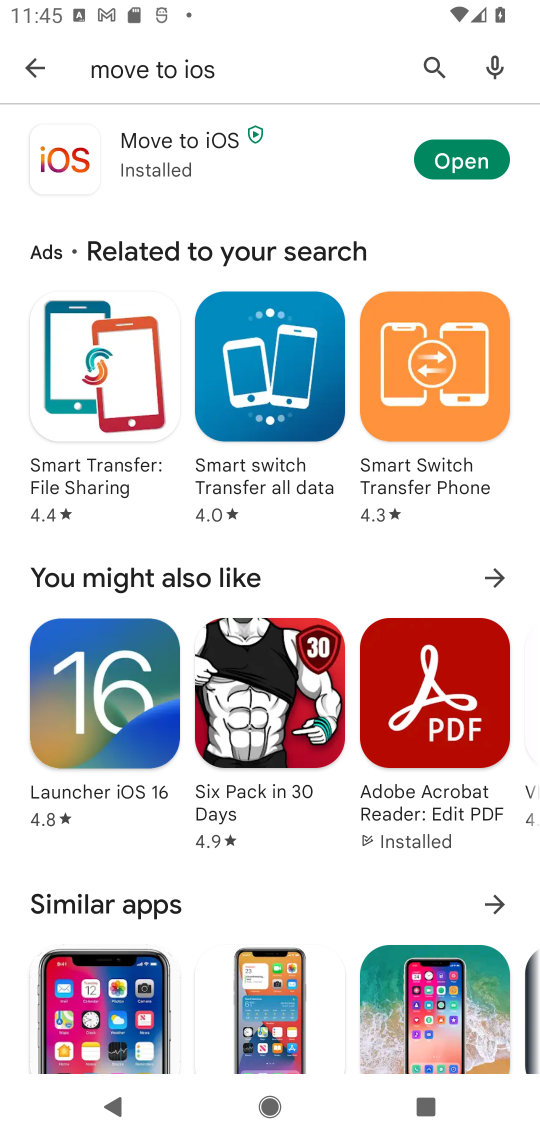 11:45
move to ios
iOS
Move to iOS
Installed
Open
Ads · Related to your search
Smart Transfer:
File Sharing
4.4★
Smart switch
Transfer all data
4.0★
Smart Switch
Transfer Phone
4.3★
You might also like
16
30
PDF
Launcher iOS 16
4.8★
Six Pack in 30
Days
4.9★
Adobe Acrobat
Reader: Edit PDF
Installed
4.
Similar apps